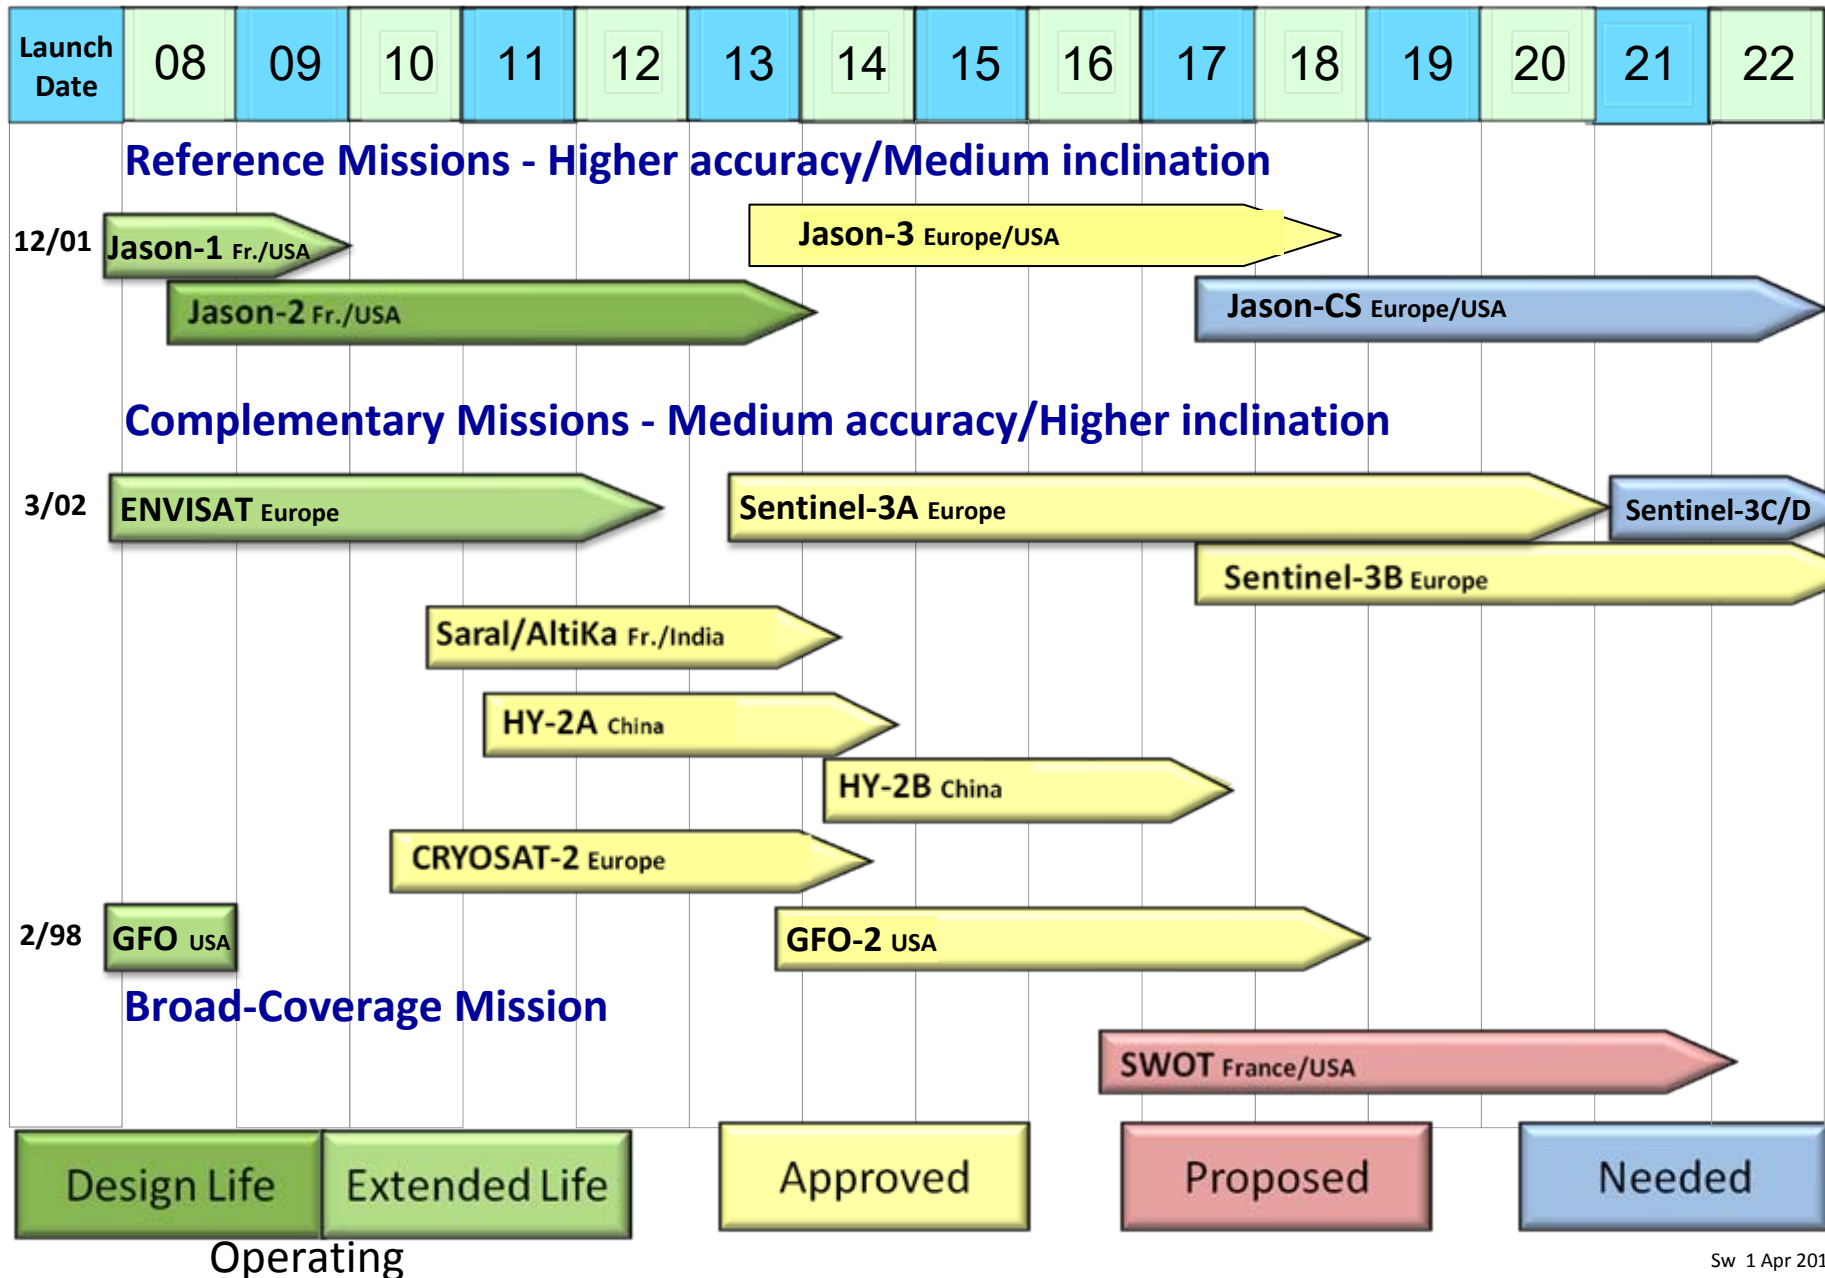 Launch Date 08 09 10 11 12 13 14 15 16 17 18 19 20 21 22
Reference Missions - Higher accuracy/Medium inclination
12/01 Jason-1 Fr./USA Jason-3 Europe/USA
Jason-2 Fr./USA Jason-CS Europe/USA
Complementary Missions - Medium accuracy/Higher inclination
3/02 ENVISAT Europe Sentinel-3A Europe Sentinel-3C/D
Sentinel-3B Europe
Saral/AltiKa Fr./India
HY-2A China
HY-2B China
CRYOSAT-2 Europe
2/98 GFO USA GFO-2 USA
Broad-Coverage Mission
SWOT France/USA
Design Life Extended Life Approved Proposed Needed
Operating
Sw 1 Apr 201